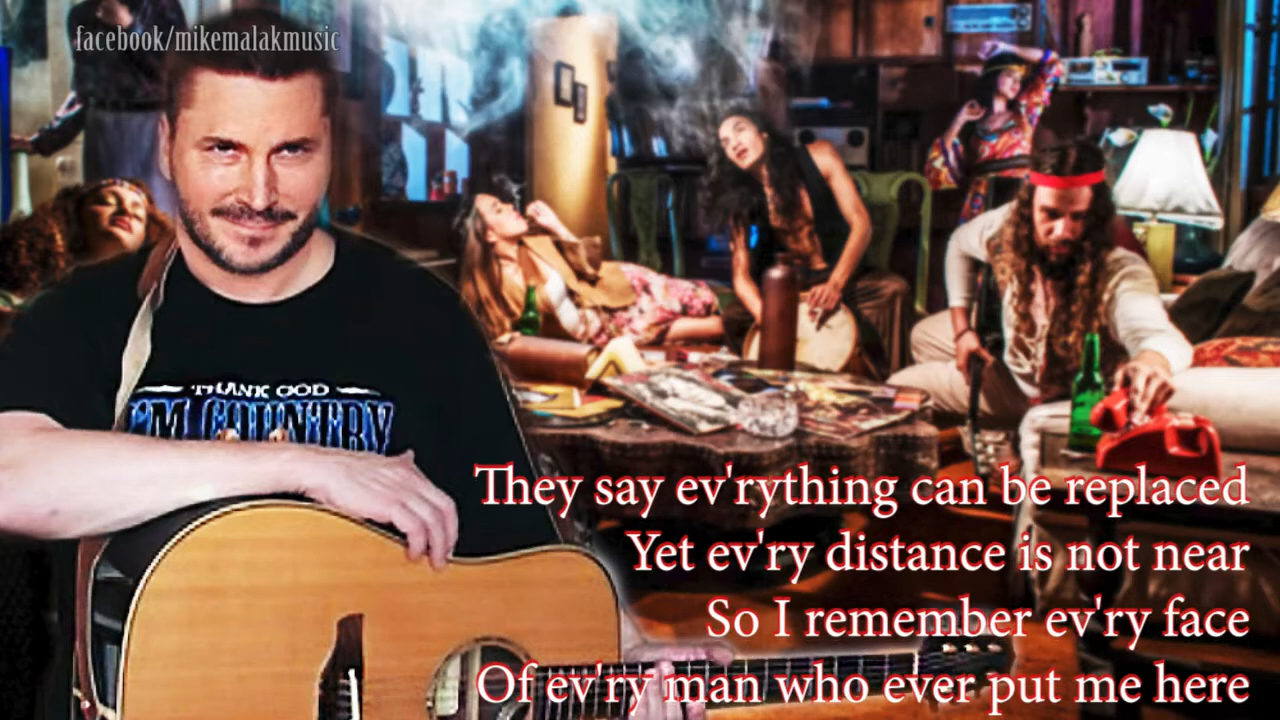 facebook/mikemalakmusic
THANK GOD
I'M COUNTRY
They say ev'rything can be replaced
Yet ev'ry distance is not near
So I remember ev'ry face
Of ev'ry man who ever put me here